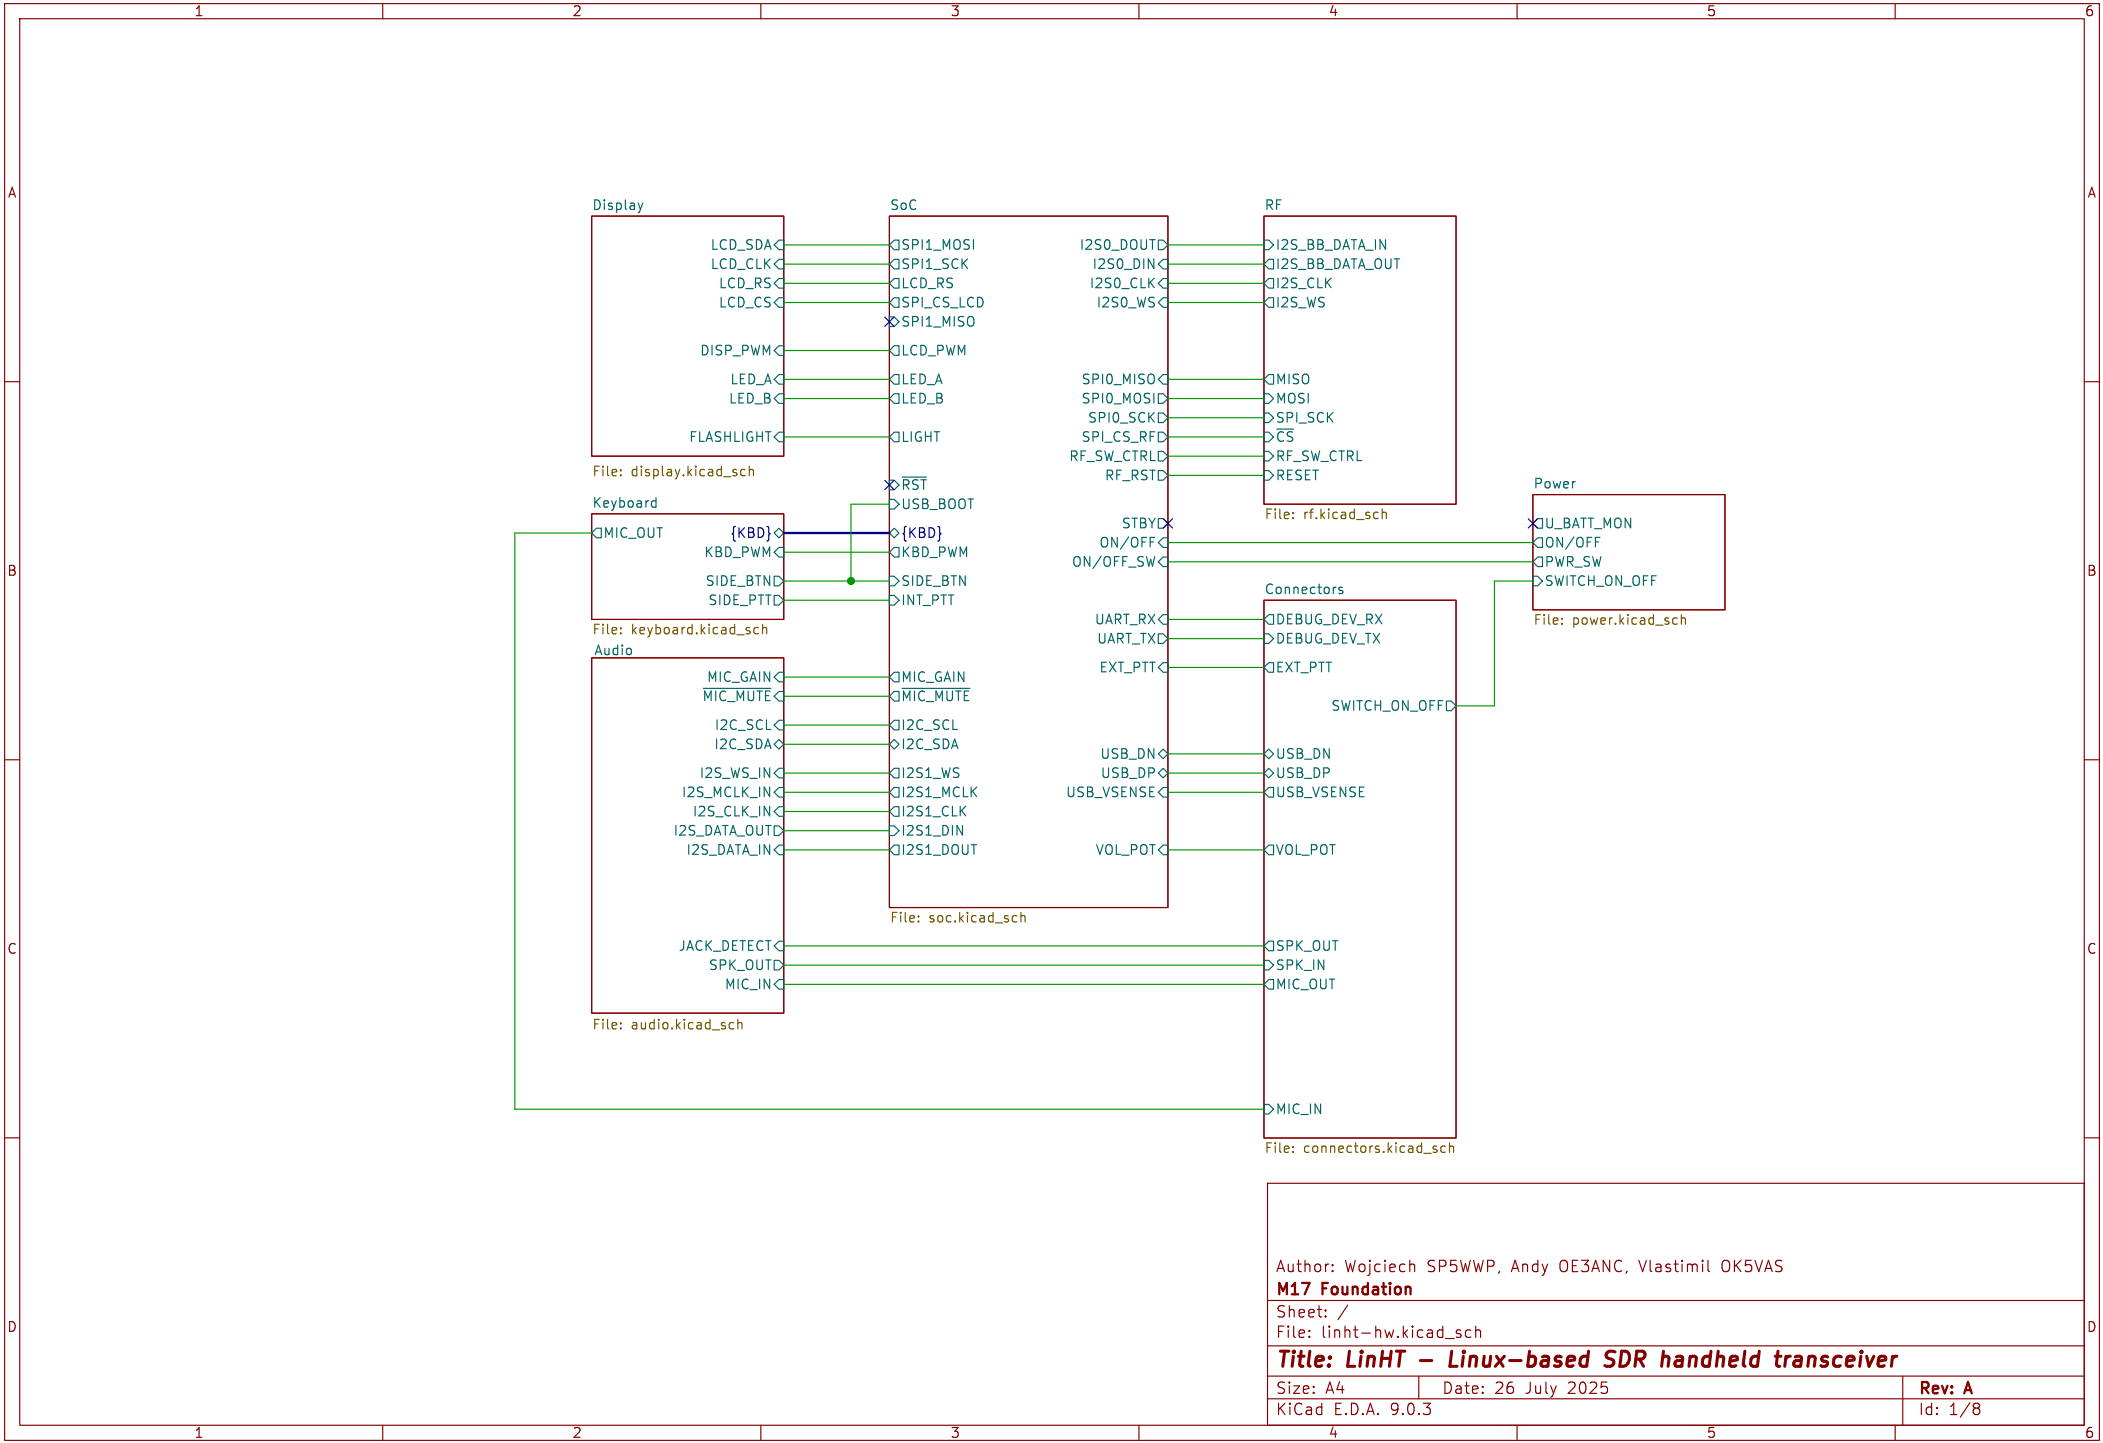 1 2 3 4 5 6
A A
B B
C C
D D
Display
LCD_SDA
LCD_CLK
LCD_RS
LCD_CS
DISP_PWM
LED_A
LED_B
FLASHLIGHT
File: display.kicad_sch
Keyboard
MIC_OUT
{KBD}
KBD_PWM
SIDE_BTN
SIDE_PTT
File: keyboard.kicad_sch
Audio
MIC_GAIN
MIC_MUTE
I2C_SCL
I2C_SDA
I2S_WS_IN
I2S_MCLK_IN
I2S_CLK_IN
I2S_DATA_OUT
I2S_DATA_IN
JACK_DETECT
SPK_OUT
MIC_IN
File: audio.kicad_sch
SoC
SPI1_MOSI
SPI1_SCK
LCD_RS
SPI_CS_LCD
SPI1_MISO
LCD_PWM
LED_A
LED_B
LIGHT
RST
USB_BOOT
{KBD}
KBD_PWM
SIDE_BTN
INT_PTT
MIC_GAIN
MIC_MUTE
I2C_SCL
I2C_SDA
I2S1_WS
I2S1_MCLK
I2S1_CLK
I2S1_DIN
I2S1_DOUT
I2S0_DOUT
I2S0_DIN
I2S0_CLK
I2S0_WS
SPI0_MISO
SPI0_MOSI
SPI0_SCK
SPI_CS_RF
RF_SW_CTRL
RF_RST
STBY
ON/OFF
ON/OFF_SW
UART_RX
UART_TX
EXT_PTT
USB_DN
USB_DP
USB_VSENSE
VOL_POT
File: soc.kicad_sch
RF
I2S_BB_DATA_IN
I2S_BB_DATA_OUT
I2S_CLK
I2S_WS
MISO
MOSI
SPI_SCK
CS
RF_SW_CTRL
RESET
File: rf.kicad_sch
Connectors
DEBUG_DEV_RX
DEBUG_DEV_TX
EXT_PTT
SWITCH_ON_OFF
USB_DN
USB_DP
USB_VSENSE
VOL_POT
SPK_OUT
SPK_IN
MIC_OUT
MIC_IN
File: connectors.kicad_sch
Power
U_BATT_MON
ON/OFF
PWR_SW
SWITCH_ON_OFF
File: power.kicad_sch
Author: Wojciech SP5WWP, Andy OE3ANC, Vlastimil OK5VAS
M17 Foundation
Sheet: /
File: linht-hw.kicad_sch
Title: LinHT - Linux-based SDR handheld transceiver
Size: A4 Date: 26 July 2025 Rev: A
KiCad E.D.A. 9.0.3 Id: 1/8
1 2 3 4 5 6